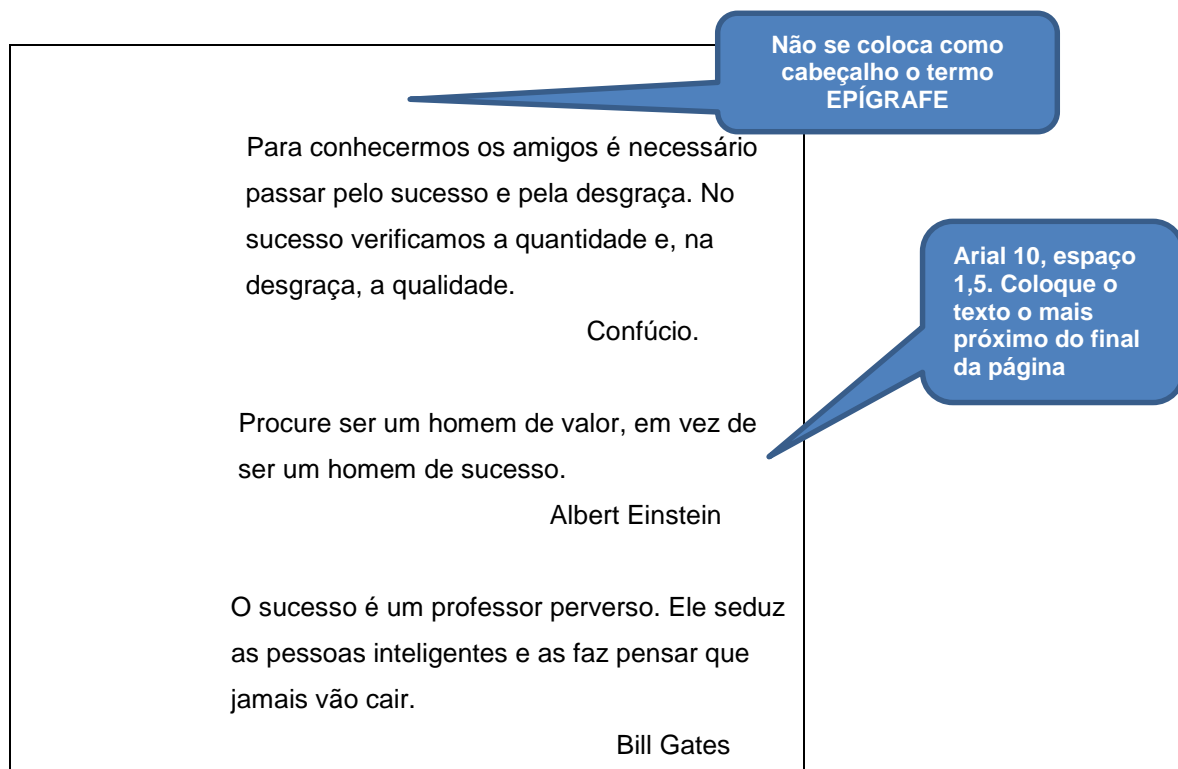 Não se coloca como
cabeçalho o termo
EPÍGRAFE
Para conhecermos os amigos é necessário
passar pelo sucesso e pela desgraça. No
sucesso verificamos a quantidade e, na
desgraça, a qualidade.
Confúcio.
Arial 10, espaço
1,5. Coloque o
texto o mais
próximo do final
da página
Procure ser um homem de valor, em vez de
ser um homem de sucesso.
Albert Einstein
O sucesso é um professor perverso. Ele seduz
as pessoas inteligentes e as faz pensar que
jamais vão cair.
Bill Gates